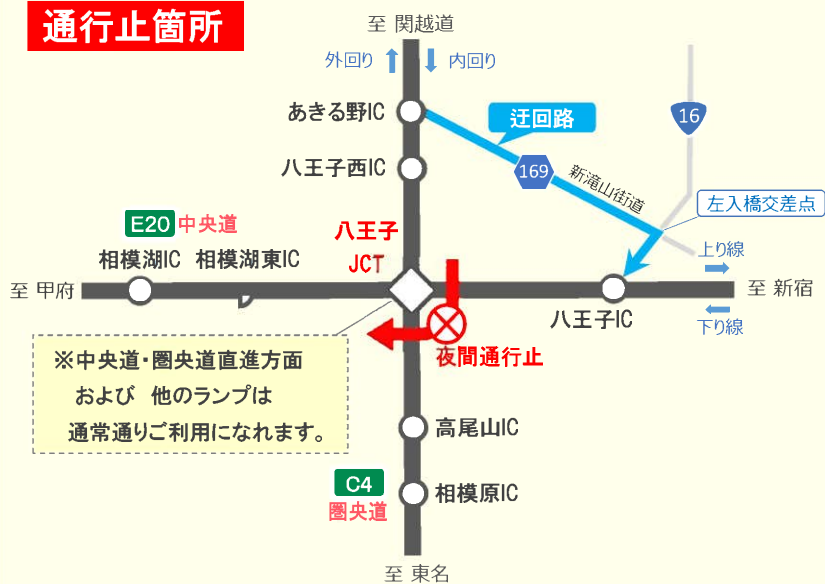 通行止箇所
至 関越道
外回り
内回り
あきる野IC
迂回路
16
八王子西IC
169
新滝山街道
左入橋交差点
E20 中央道
八王子
JCT
相模湖IC
相模湖東IC
上り線
至 甲府
至 新宿
八王子IC
下り線
夜間通行止
※中央道・圏央道直進方面
および 他のランプは
通常通りご利用になれます。
高尾山IC
C4
圏央道
相模原IC
至 東名